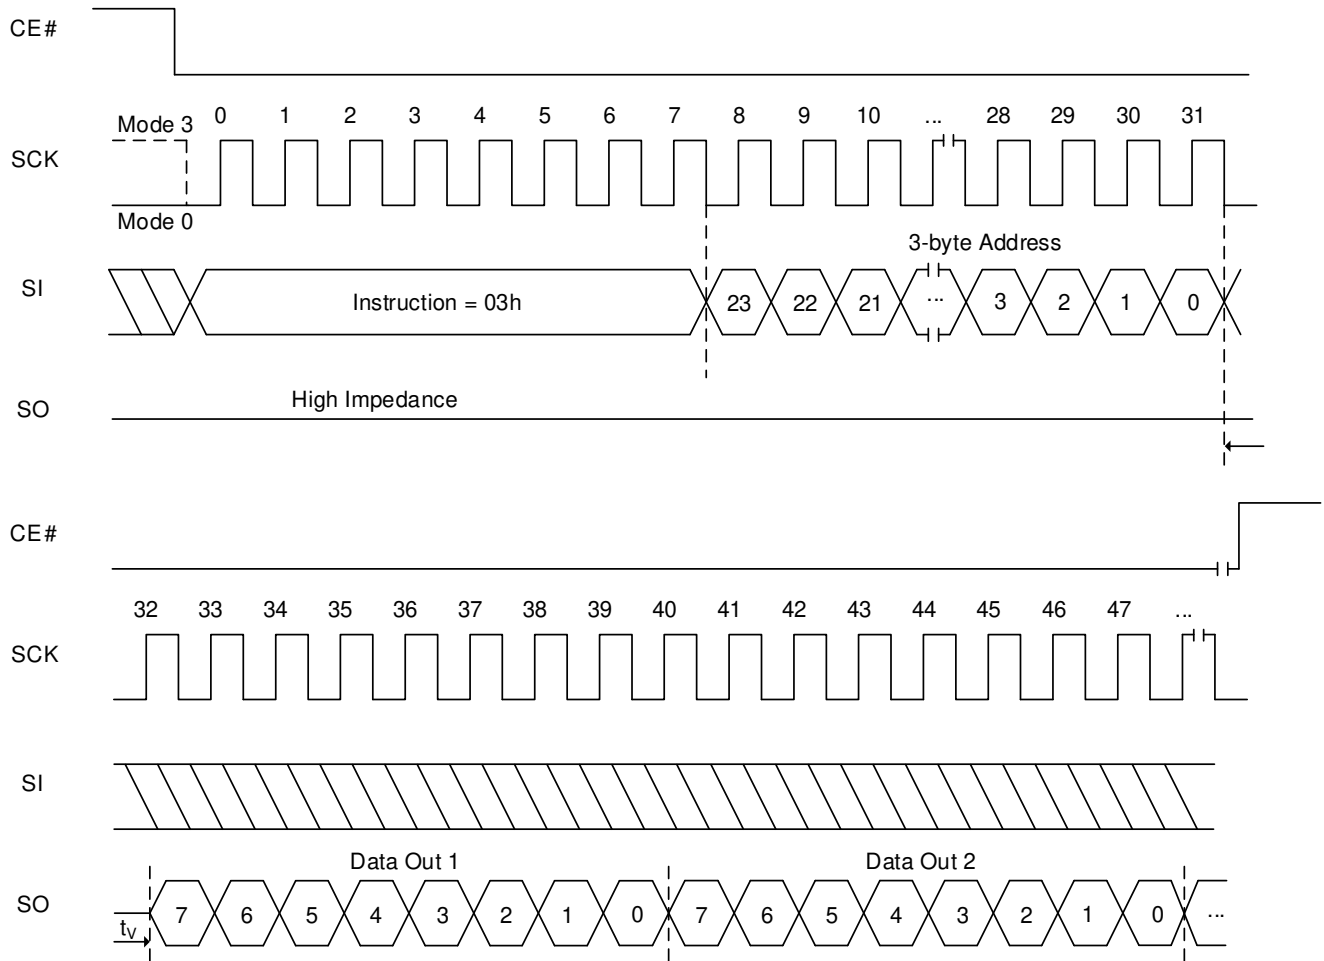 CE#
0 1 2 3 4 5 6 7 8 9 10 ... 28 29 30 31
Mode 3
SCK
Mode 0
3-byte Address
SI
Instruction = 03h 23 22 21 ... 3 2 1 0
High Impedance
SO
CE#
32 33 34 35 36 37 38 39 40 41 42 43 44 45 46 47 ...
SCK
SI
Data Out 1 Data Out 2
SO
7 6 5 4 3 2 1 0 7 6 5 4 3 2 1 0 ...
tV